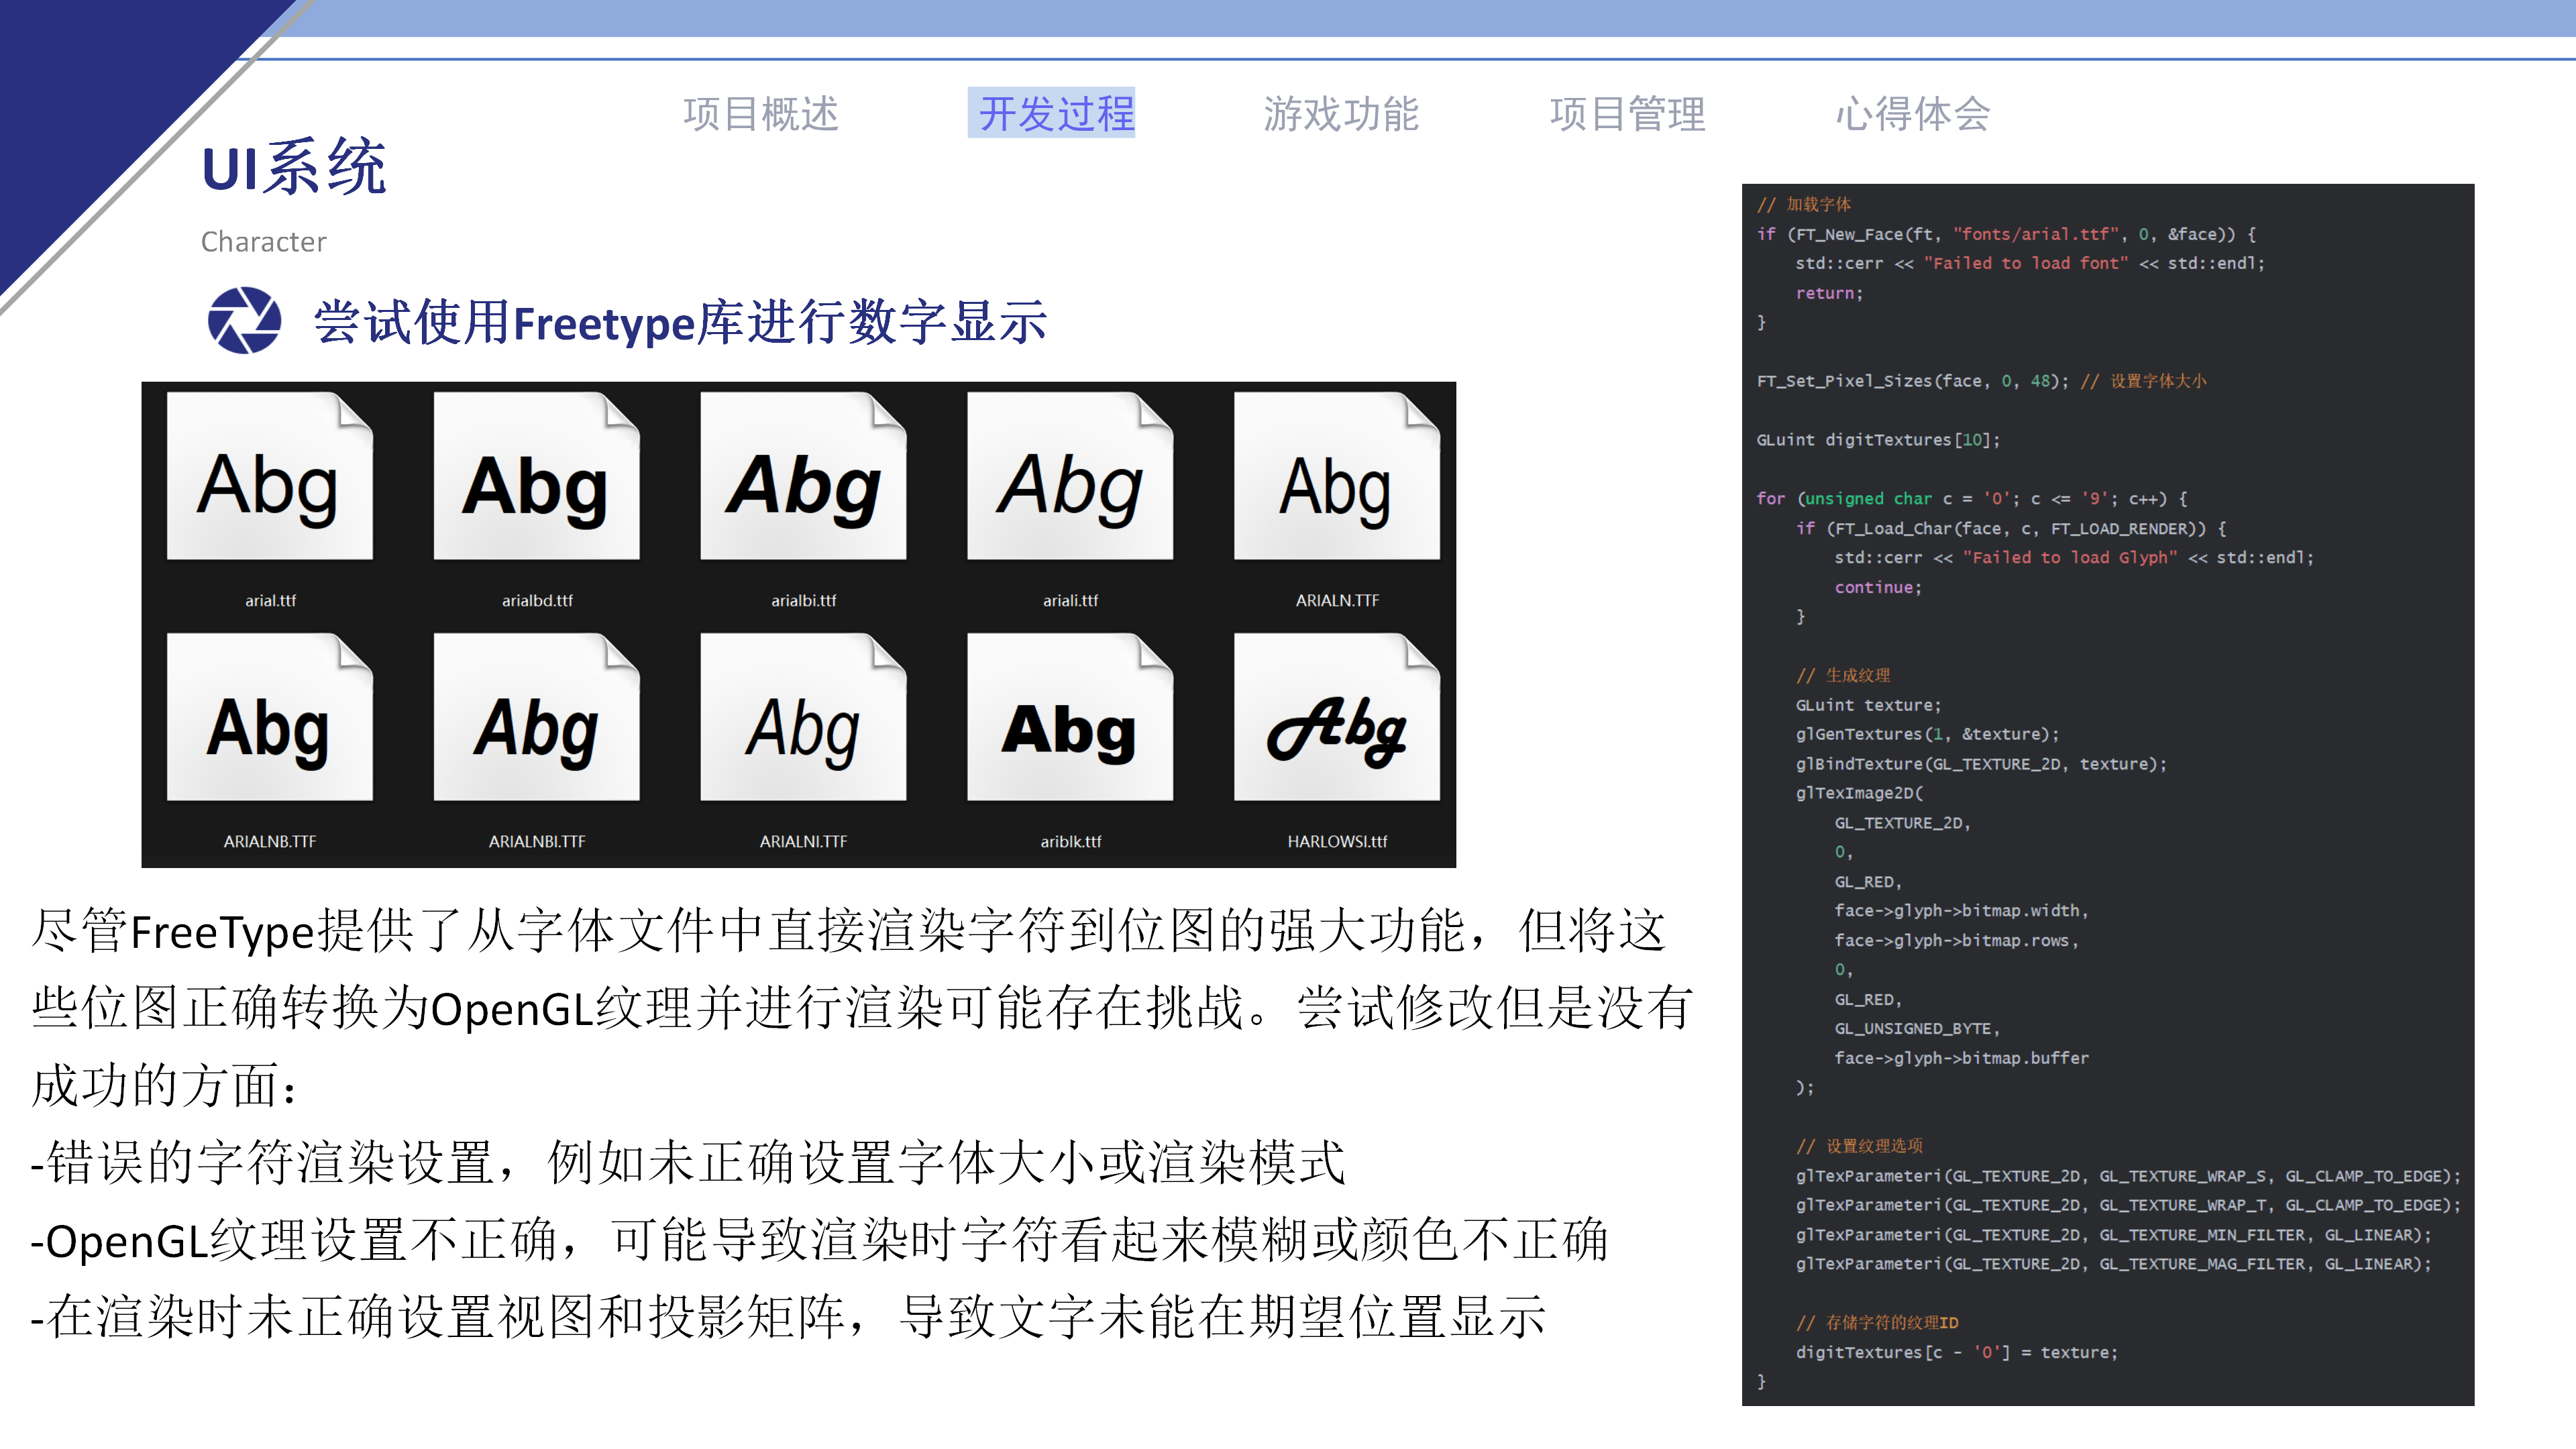 项目概述 开发过程 游戏功能 项目管理 心得体会
UI系统
Character
尝试使用Freetype库进行数字显示
Abg Abg Abg Abg Abg
arial.ttf arialbd.ttf arialbi.ttf ariali.ttf ARIALN.TTF
Abg Abg Abg Abg Abg
ARIALNB.TTF ARIALNBI.TTF ARIALNI.TTF ariblk.ttf HARLOWSI.ttf
尽管FreeType提供了从字体文件中直接渲染字符到位图的强大功能，但将这
些位图正确转换为OpenGL纹理并进行渲染可能存在挑战。尝试修改但是没有
成功的方面：
-错误的字符渲染设置，例如未正确设置字体大小或渲染模式
-OpenGL纹理设置不正确，可能导致渲染时字符看起来模糊或颜色不正确
-在渲染时未正确设置视图和投影矩阵，导致文字未能在期望位置显示
// 加载字体
if (FT_New_Face(ft, "fonts/arial.ttf", 0, &face)) {
    std::cerr << "Failed to load font" << std::endl;
    return;
}
FT_Set_Pixel_Sizes(face, 0, 48); // 设置字体大小
GLuint digitTextures[10];
for (unsigned char c = '0'; c <= '9'; c++) {
    if (FT_Load_Char(face, c, FT_LOAD_RENDER)) {
        std::cerr << "Failed to load Glyph" << std::endl;
        continue;
    }
    // 生成纹理
    GLuint texture;
    glGenTextures(1, &texture);
    glBindTexture(GL_TEXTURE_2D, texture);
    glTexImage2D(
        GL_TEXTURE_2D,
        0,
        GL_RED,
        face->glyph->bitmap.width,
        face->glyph->bitmap.rows,
        0,
        GL_RED,
        GL_UNSIGNED_BYTE,
        face->glyph->bitmap.buffer
    );
    // 设置纹理选项
    glTexParameteri(GL_TEXTURE_2D, GL_TEXTURE_WRAP_S, GL_CLAMP_TO_EDGE);
    glTexParameteri(GL_TEXTURE_2D, GL_TEXTURE_WRAP_T, GL_CLAMP_TO_EDGE);
    glTexParameteri(GL_TEXTURE_2D, GL_TEXTURE_MIN_FILTER, GL_LINEAR);
    glTexParameteri(GL_TEXTURE_2D, GL_TEXTURE_MAG_FILTER, GL_LINEAR);
    // 存储字符的纹理ID
    digitTextures[c - '0'] = texture;
}